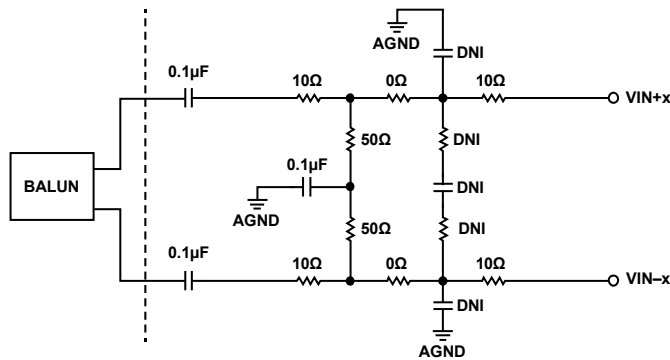 AGND
DNI
0.1µF
10Ω
0Ω
10Ω
VIN+x
50Ω
DNI
0.1µF
BALUN
DNI
AGND
50Ω
DNI
0.1µF
10Ω
0Ω
10Ω
VIN–x
DNI
AGND